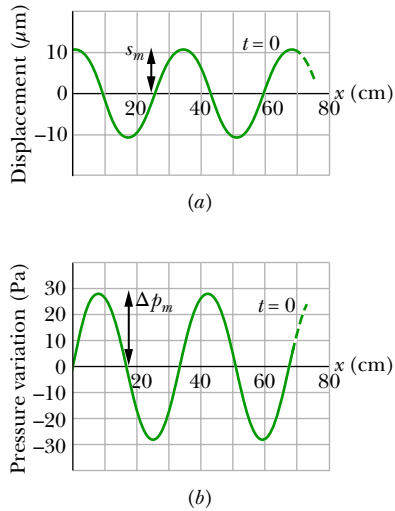 Displacement (μm)
10
0
−10
s_m
t = 0
20
40
60
80
x (cm)
(a)
Pressure variation (Pa)
30
20
10
0
−10
−20
−30
Δp_m
t = 0
20
40
60
80
x (cm)
(b)